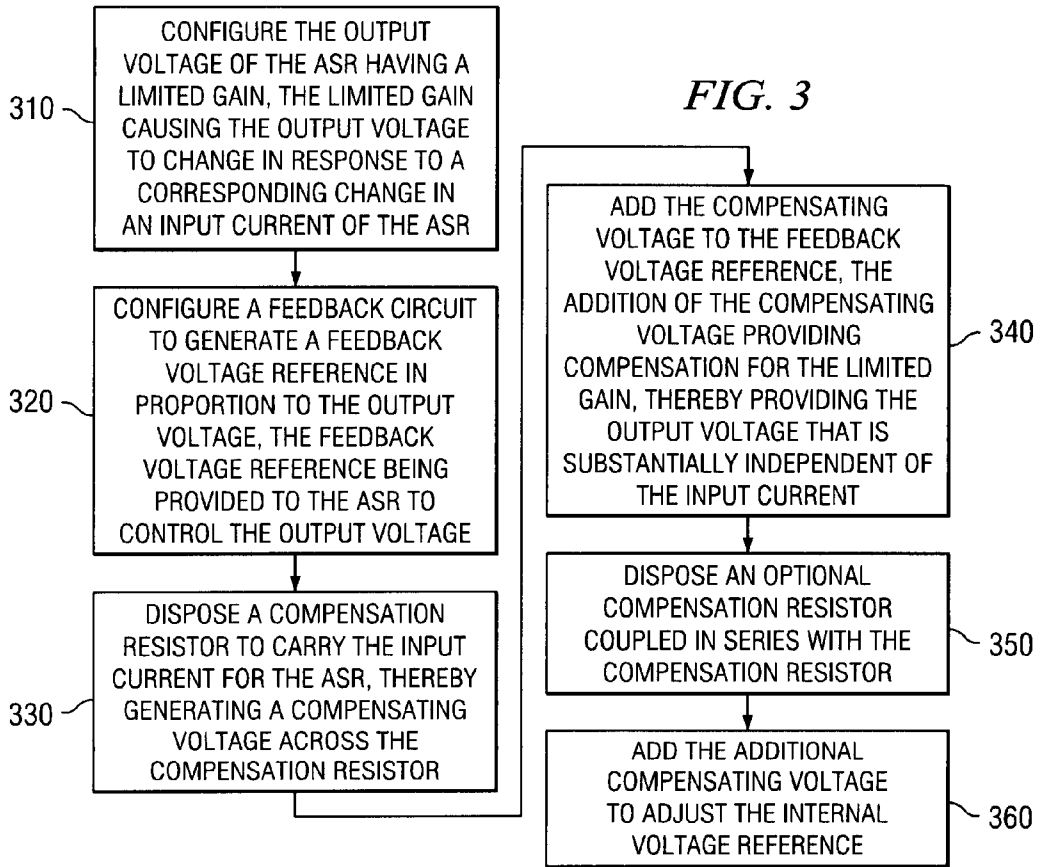 FIG. 3
310
CONFIGURE THE OUTPUT
VOLTAGE OF THE ASR HAVING A
LIMITED GAIN, THE LIMITED GAIN
CAUSING THE OUTPUT VOLTAGE
TO CHANGE IN RESPONSE TO A
CORRESPONDING CHANGE IN
AN INPUT CURRENT OF THE ASR
320
CONFIGURE A FEEDBACK CIRCUIT
TO GENERATE A FEEDBACK
VOLTAGE REFERENCE IN
PROPORTION TO THE OUTPUT
VOLTAGE, THE FEEDBACK
VOLTAGE REFERENCE BEING
PROVIDED TO THE ASR TO
CONTROL THE OUTPUT VOLTAGE
330
DISPOSE A COMPENSATION
RESISTOR TO CARRY THE INPUT
CURRENT FOR THE ASR, THEREBY
GENERATING A COMPENSATING
VOLTAGE ACROSS THE
COMPENSATION RESISTOR
ADD THE COMPENSATING
VOLTAGE TO THE FEEDBACK
VOLTAGE REFERENCE, THE
ADDITION OF THE COMPENSATING
VOLTAGE PROVIDING
COMPENSATION FOR THE LIMITED
GAIN, THEREBY PROVIDING THE
OUTPUT VOLTAGE THAT IS
SUBSTANTIALLY INDEPENDENT OF
THE INPUT CURRENT
340
DISPOSE AN OPTIONAL
COMPENSATION RESISTOR
COUPLED IN SERIES WITH THE
COMPENSATION RESISTOR
350
ADD THE ADDITIONAL
COMPENSATING VOLTAGE
TO ADJUST THE INTERNAL
VOLTAGE REFERENCE
360